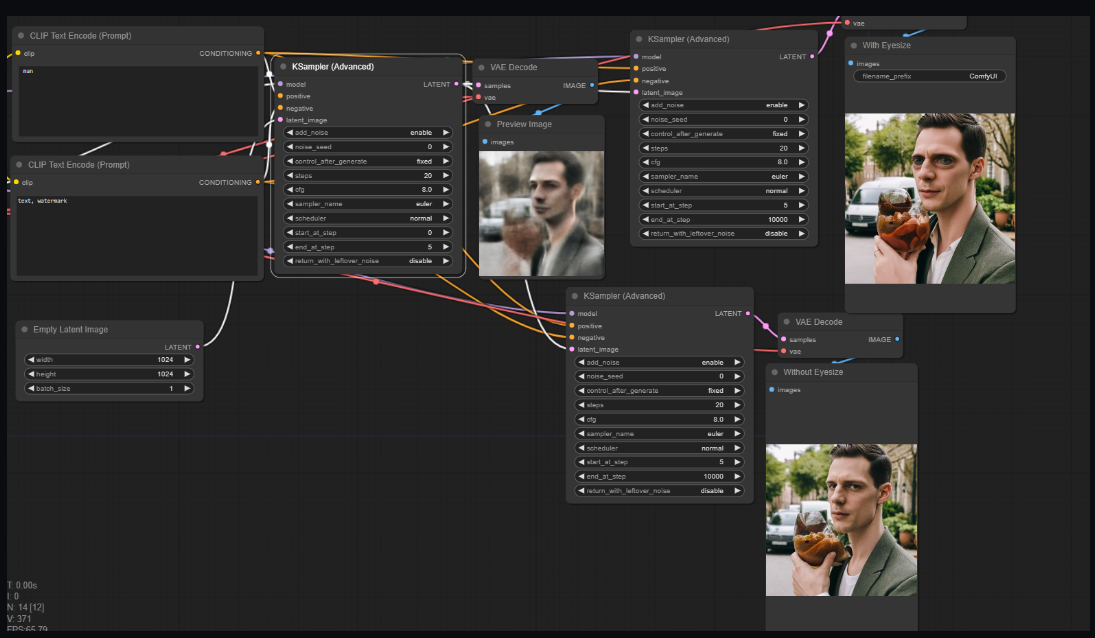 CLIP Text Encode (Prompt)
clip
CONDITIONING
man
CLIP Text Encode (Prompt)
clip
CONDITIONING
text, watermark
Empty Latent Image
LATENT
width 1024
height 1024
batch_size 1
KSampler (Advanced)
model
LATENT
positive
negative
latent_image
add_noise enable
noise_seed 0
control_after_generate fixed
steps 20
cfg 8.0
sampler_name euler
scheduler normal
start_at_step 0
end_at_step 5
return_with_leftover_noise disable
VAE Decode
samples
IMAGE
vae
Preview Image
images
KSampler (Advanced)
model
LATENT
positive
negative
latent_image
add_noise enable
noise_seed 0
control_after_generate fixed
steps 20
cfg 8.0
sampler_name euler
scheduler normal
start_at_step 5
end_at_step 10000
return_with_leftover_noise disable
vae
With Eyesize
images
filename_prefix ComfyUI
KSampler (Advanced)
model
LATENT
positive
negative
latent_image
add_noise enable
noise_seed 0
control_after_generate fixed
steps 20
cfg 8.0
sampler_name euler
scheduler normal
start_at_step 5
end_at_step 10000
return_with_leftover_noise disable
VAE Decode
samples
IMAGE
vae
Without Eyesize
images
T: 0.00s
I: 0
N: 14 [12]
V: 371
FPS:65.79